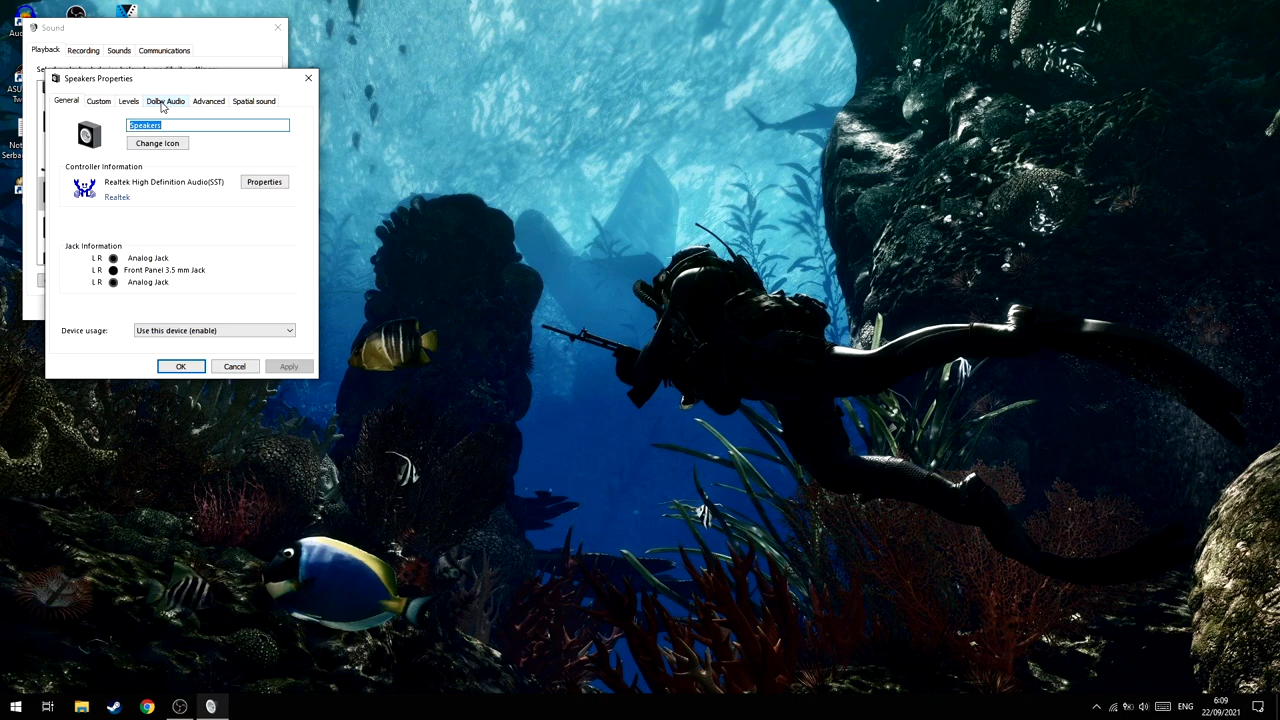 Sound
Playback Recording Sounds Communications
Speakers Properties
General Custom Levels Dolby Audio Advanced Spatial sound
Speakers
Change Icon
Controller Information
Realtek High Definition Audio(SST)
Properties
Realtek
Jack Information
L R Analog Jack
L R Front Panel 3.5 mm Jack
L R Analog Jack
Device usage: Use this device (enable)
OK Cancel Apply
ENG
6:09
22/09/2021